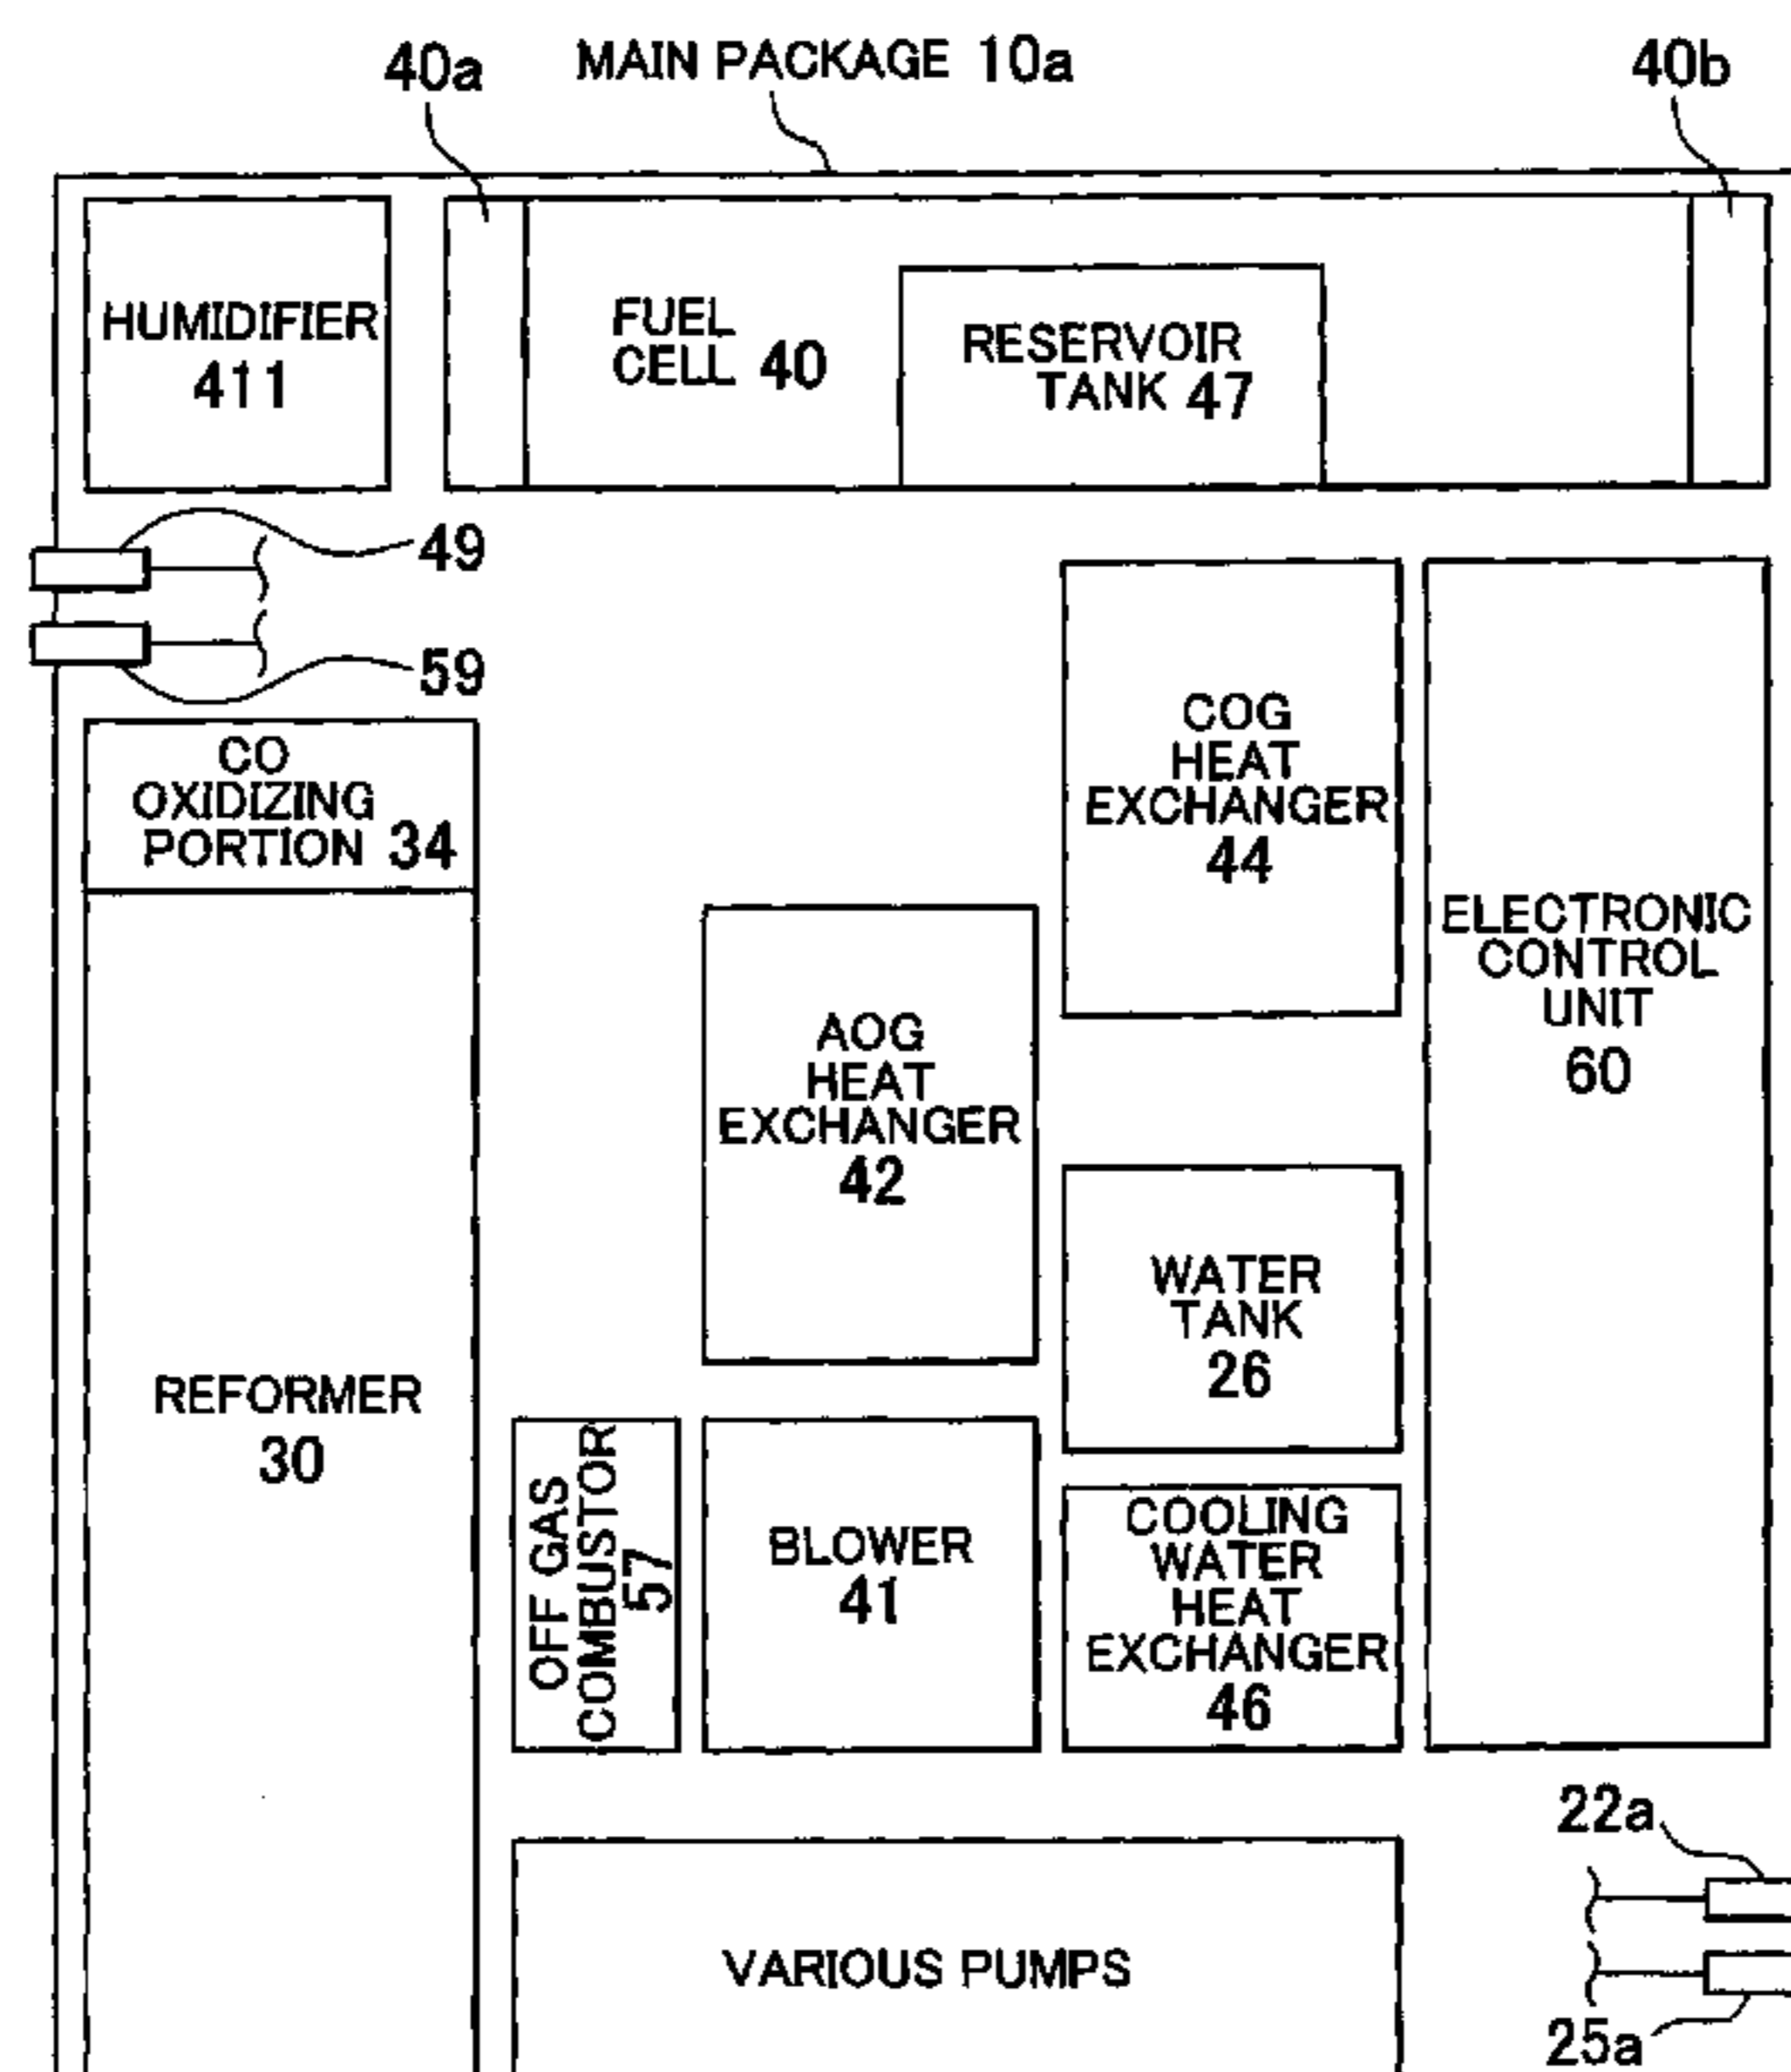 40a
MAIN PACKAGE 10a
40b
HUMIDIFIER
411
FUEL
CELL 40
RESERVOIR
TANK 47
49
59
CO
OXIDIZING
PORTION 34
COG
HEAT
EXCHANGER
44
ELECTRONIC
CONTROL
UNIT
60
AOG
HEAT
EXCHANGER
42
WATER
TANK
26
REFORMER
30
OFF GAS
COMBUSTOR
57
BLOWER
41
COOLING
WATER
HEAT
EXCHANGER
46
22a
VARIOUS PUMPS
25a